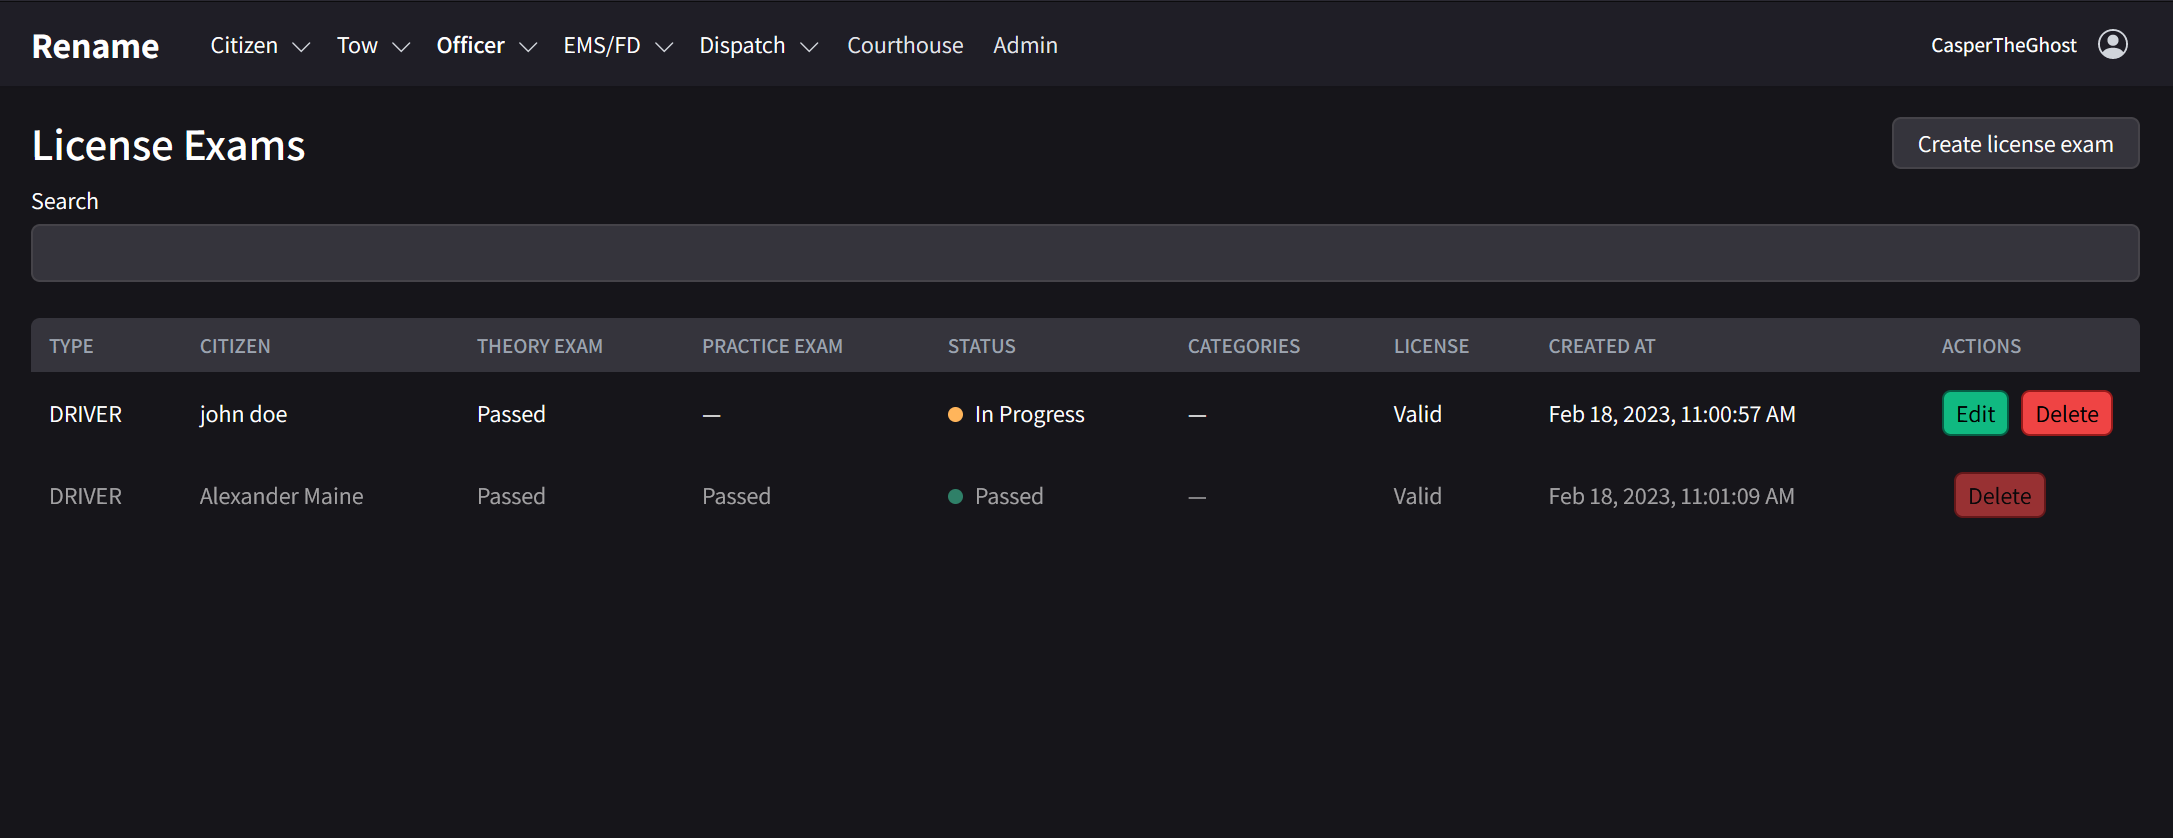 Rename Citizen Tow Officer EMS/FD Dispatch Courthouse Admin CasperTheGhost
License Exams Create license exam
Search
TYPE CITIZEN THEORY EXAM PRACTICE EXAM STATUS CATEGORIES LICENSE CREATED AT ACTIONS
DRIVER john doe Passed — In Progress — Valid Feb 18, 2023, 11:00:57 AM Edit Delete
DRIVER Alexander Maine Passed Passed Passed — Valid Feb 18, 2023, 11:01:09 AM Delete